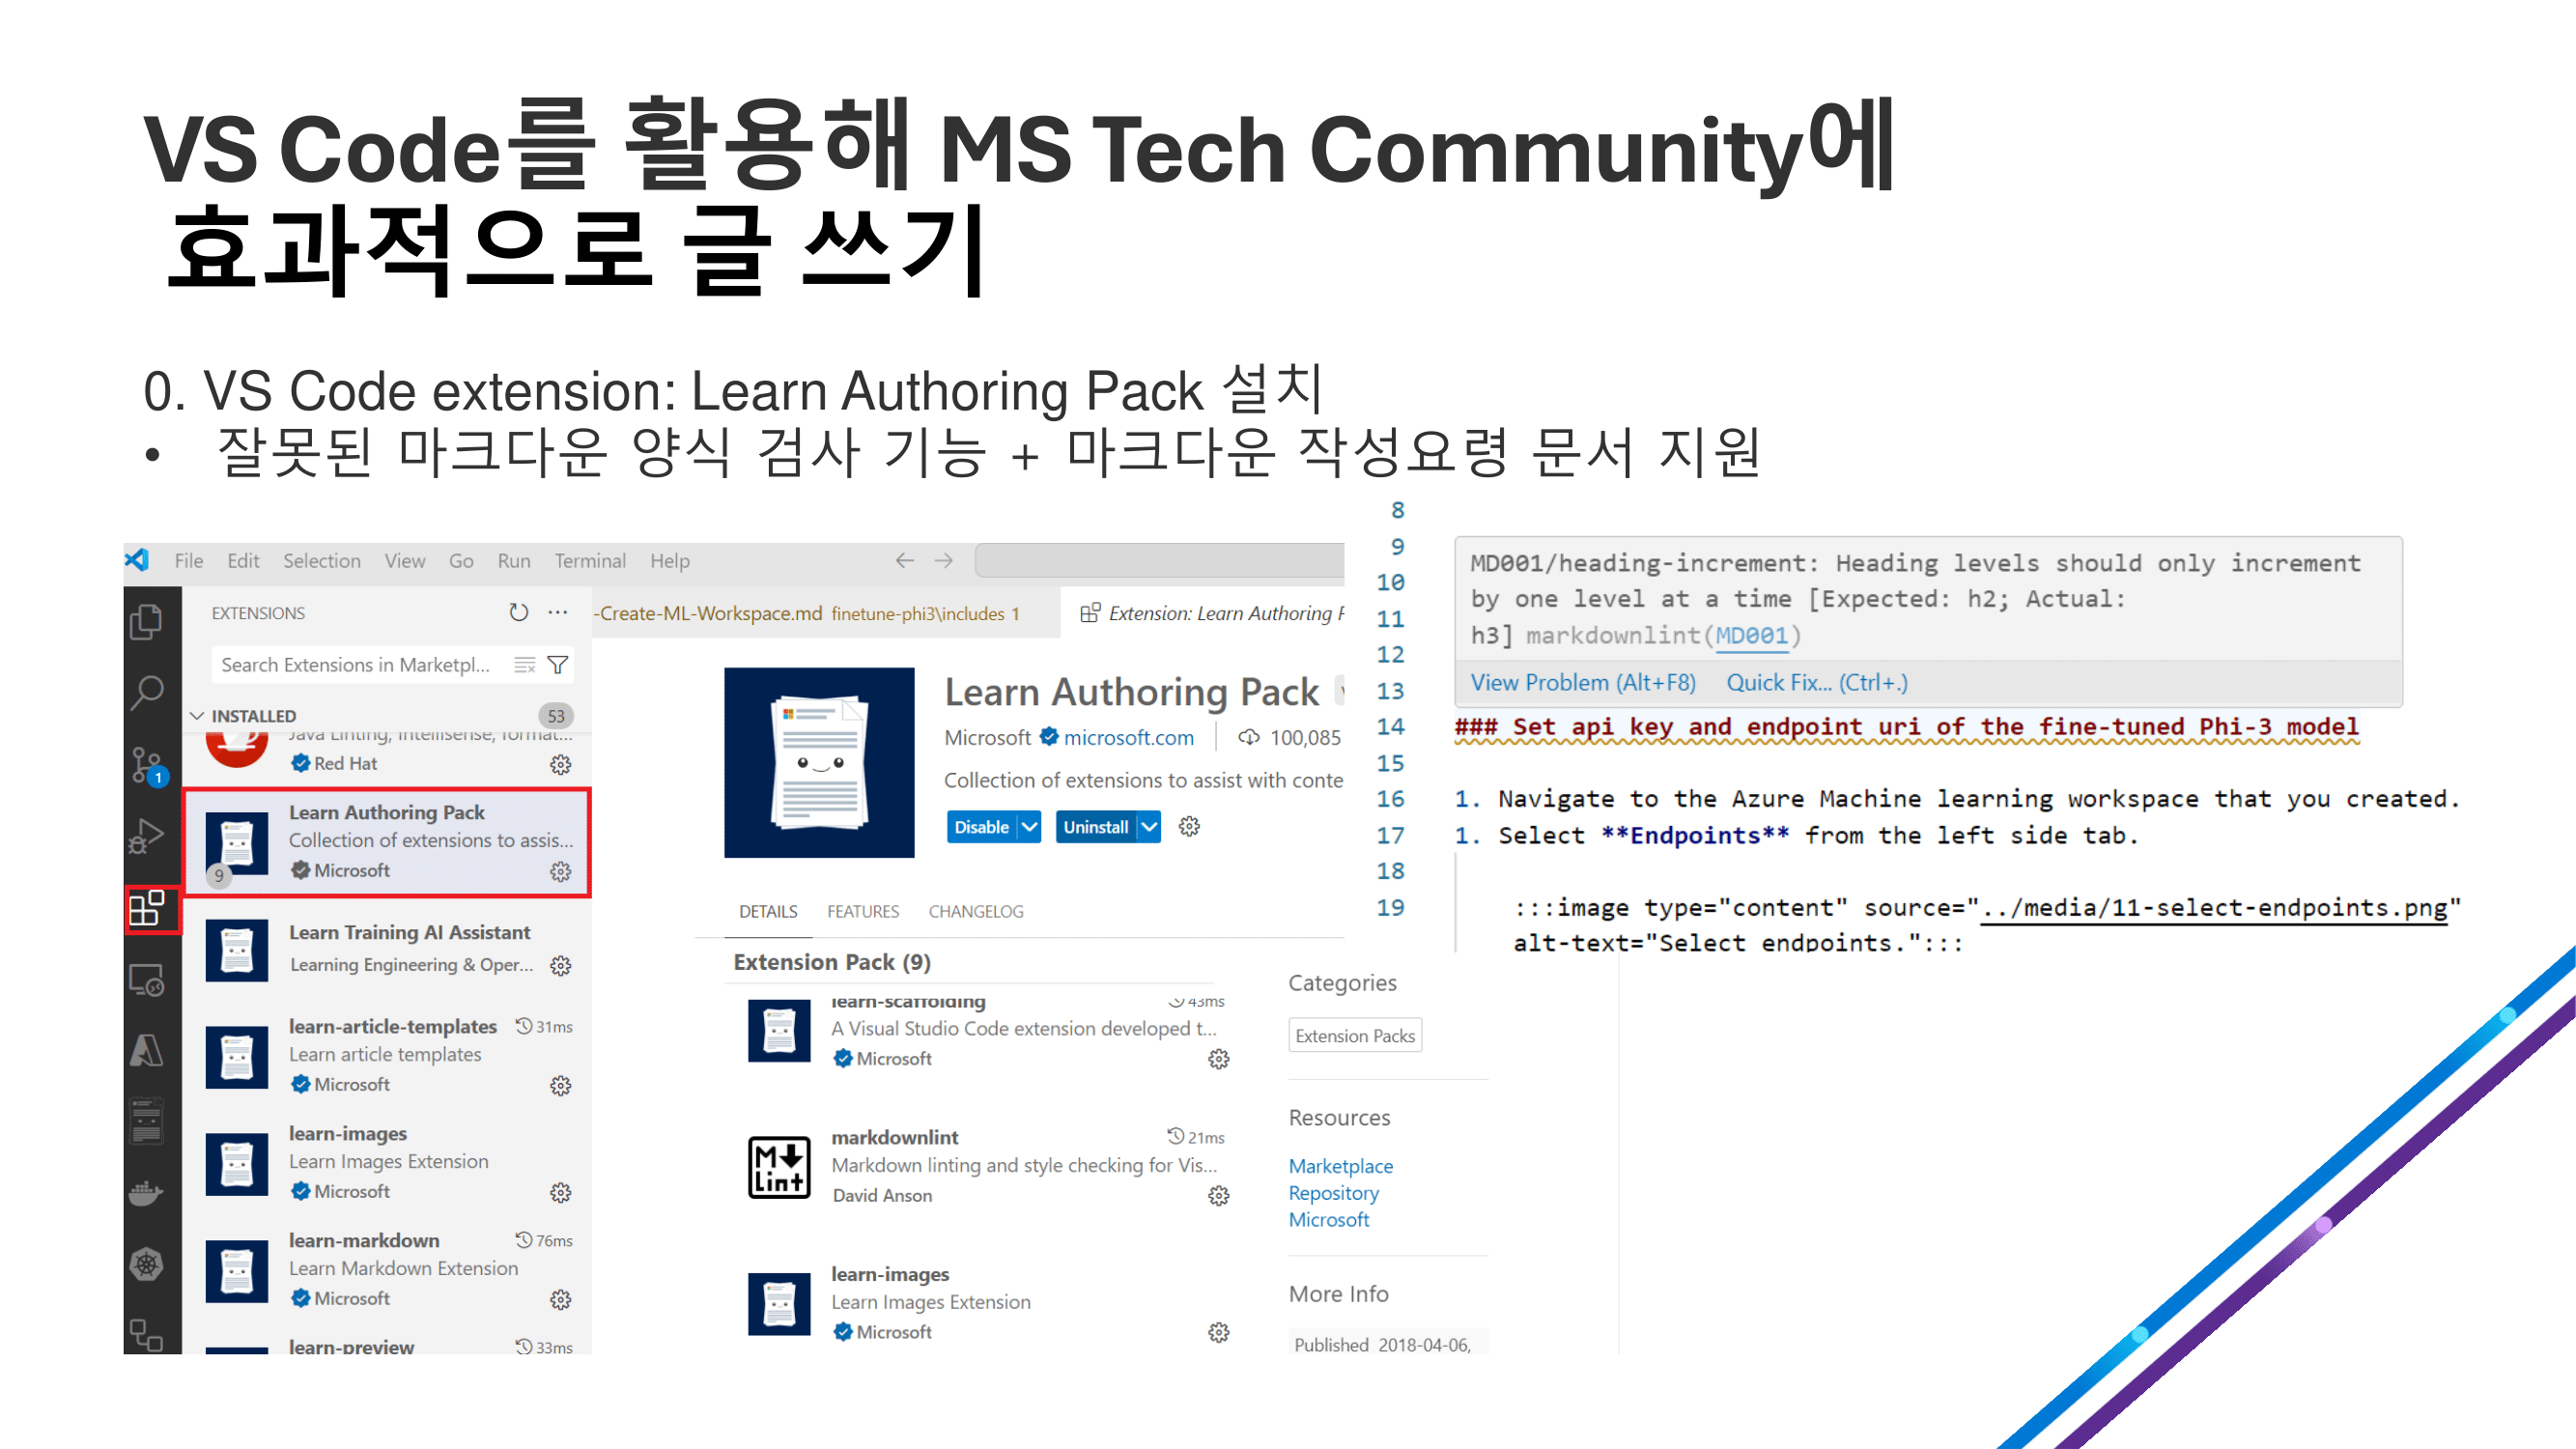 VS Code를 활용해 MS Tech Community에
효과적으로 글 쓰기
0. VS Code extension: Learn Authoring Pack 설치
• 잘못된 마크다운 양식 검사 기능 + 마크다운 작성요령 문서 지원
File Edit Selection View Go Run Terminal Help
EXTENSIONS
Search Extensions in Marketpl...
INSTALLED 53
Java Linting, Intellisense, format...
Red Hat
1
Learn Authoring Pack
Collection of extensions to assis...
Microsoft
9
Learn Training AI Assistant
Learning Engineering & Oper...
learn-article-templates 31ms
Learn article templates
Microsoft
learn-images
Learn Images Extension
Microsoft
learn-markdown 76ms
Learn Markdown Extension
Microsoft
learn-preview 33ms
-Create-ML-Workspace.md finetune-phi3\includes 1
Extension: Learn Authoring
Learn Authoring Pack
Microsoft microsoft.com 100,085
Collection of extensions to assist with conte
Disable Uninstall
DETAILS FEATURES CHANGELOG
Extension Pack (9)
learn-scaffolding 43ms
A Visual Studio Code extension developed t...
Microsoft
markdownlint 21ms
Markdown linting and style checking for Vis...
David Anson
M
Lint
learn-images
Learn Images Extension
Microsoft
Categories
Extension Packs
Resources
Marketplace
Repository
Microsoft
More Info
Published 2018-04-06,
8
9
10
11
12
13
MD001/heading-increment: Heading levels should only increment
by one level at a time [Expected: h2; Actual:
h3] markdownlint(MD001)
View Problem (Alt+F8) Quick Fix... (Ctrl+.)
14 ### Set api key and endpoint uri of the fine-tuned Phi-3 model
15
16 1. Navigate to the Azure Machine learning workspace that you created.
17 1. Select **Endpoints** from the left side tab.
18
19 :::image type="content" source="../media/11-select-endpoints.png"
alt-text="Select endpoints.":::